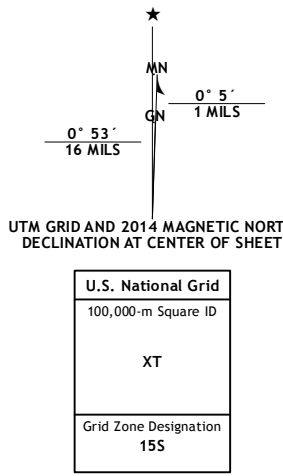 ★
MN
GN
0° 5´
1 MILS
0° 53´
16 MILS
UTM GRID AND 2014 MAGNETIC NORT
DECLINATION AT CENTER OF SHEET
U.S. National Grid
100,000-m Square ID
XT
Grid Zone Designation
15S